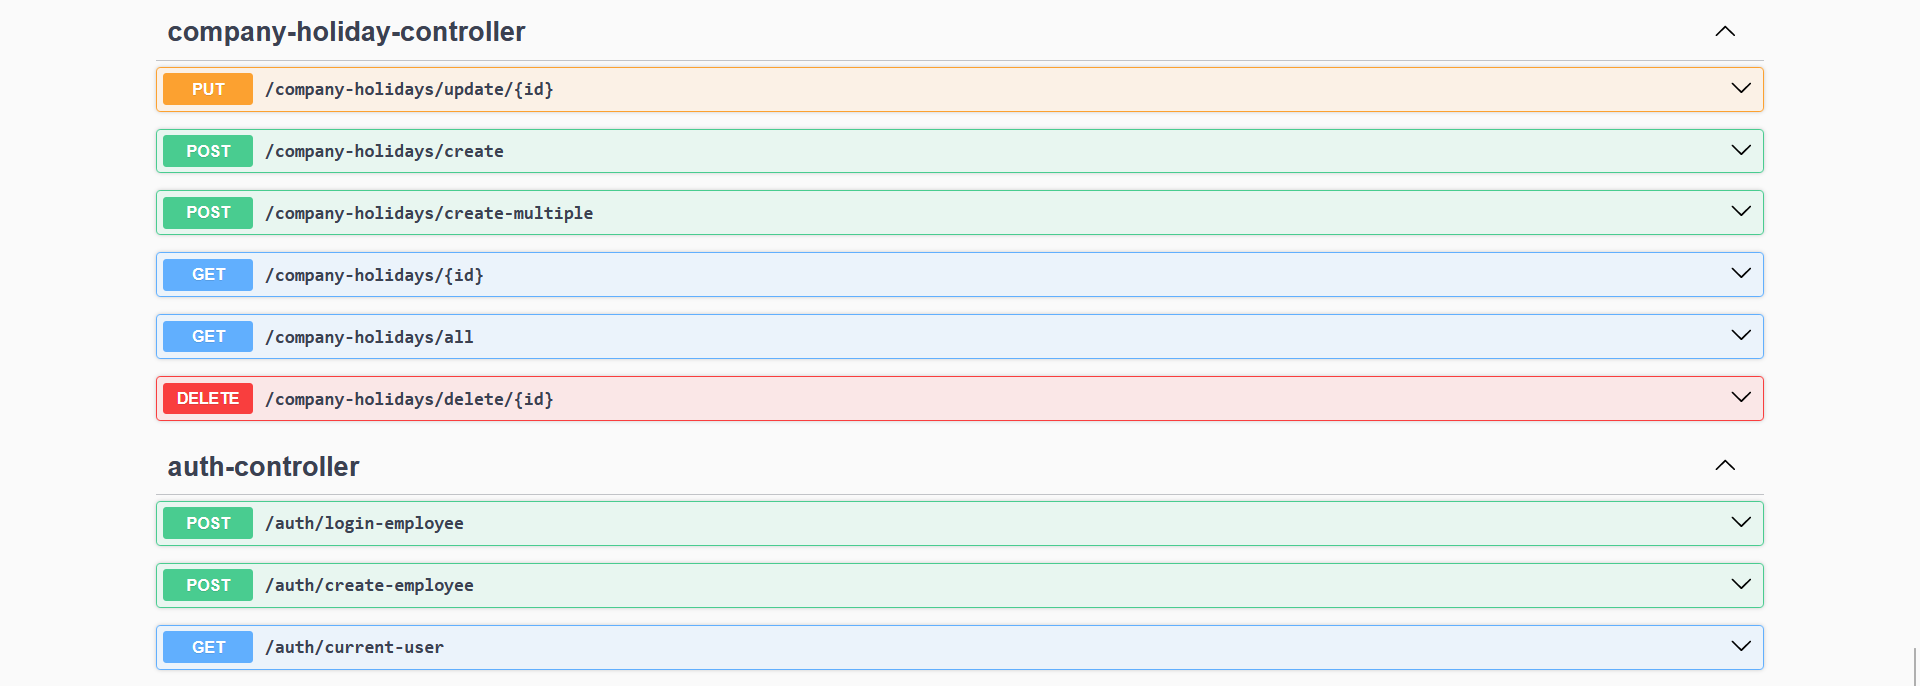 company-holiday-controller
PUT /company-holidays/update/{id}
POST /company-holidays/create
POST /company-holidays/create-multiple
GET /company-holidays/{id}
GET /company-holidays/all
DELETE /company-holidays/delete/{id}
auth-controller
POST /auth/login-employee
POST /auth/create-employee
GET /auth/current-user